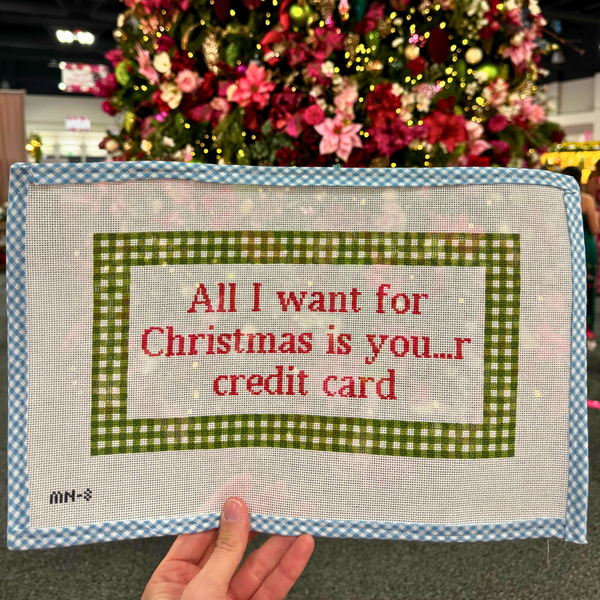 All I want for
Christmas is you...r
credit card
MN-8